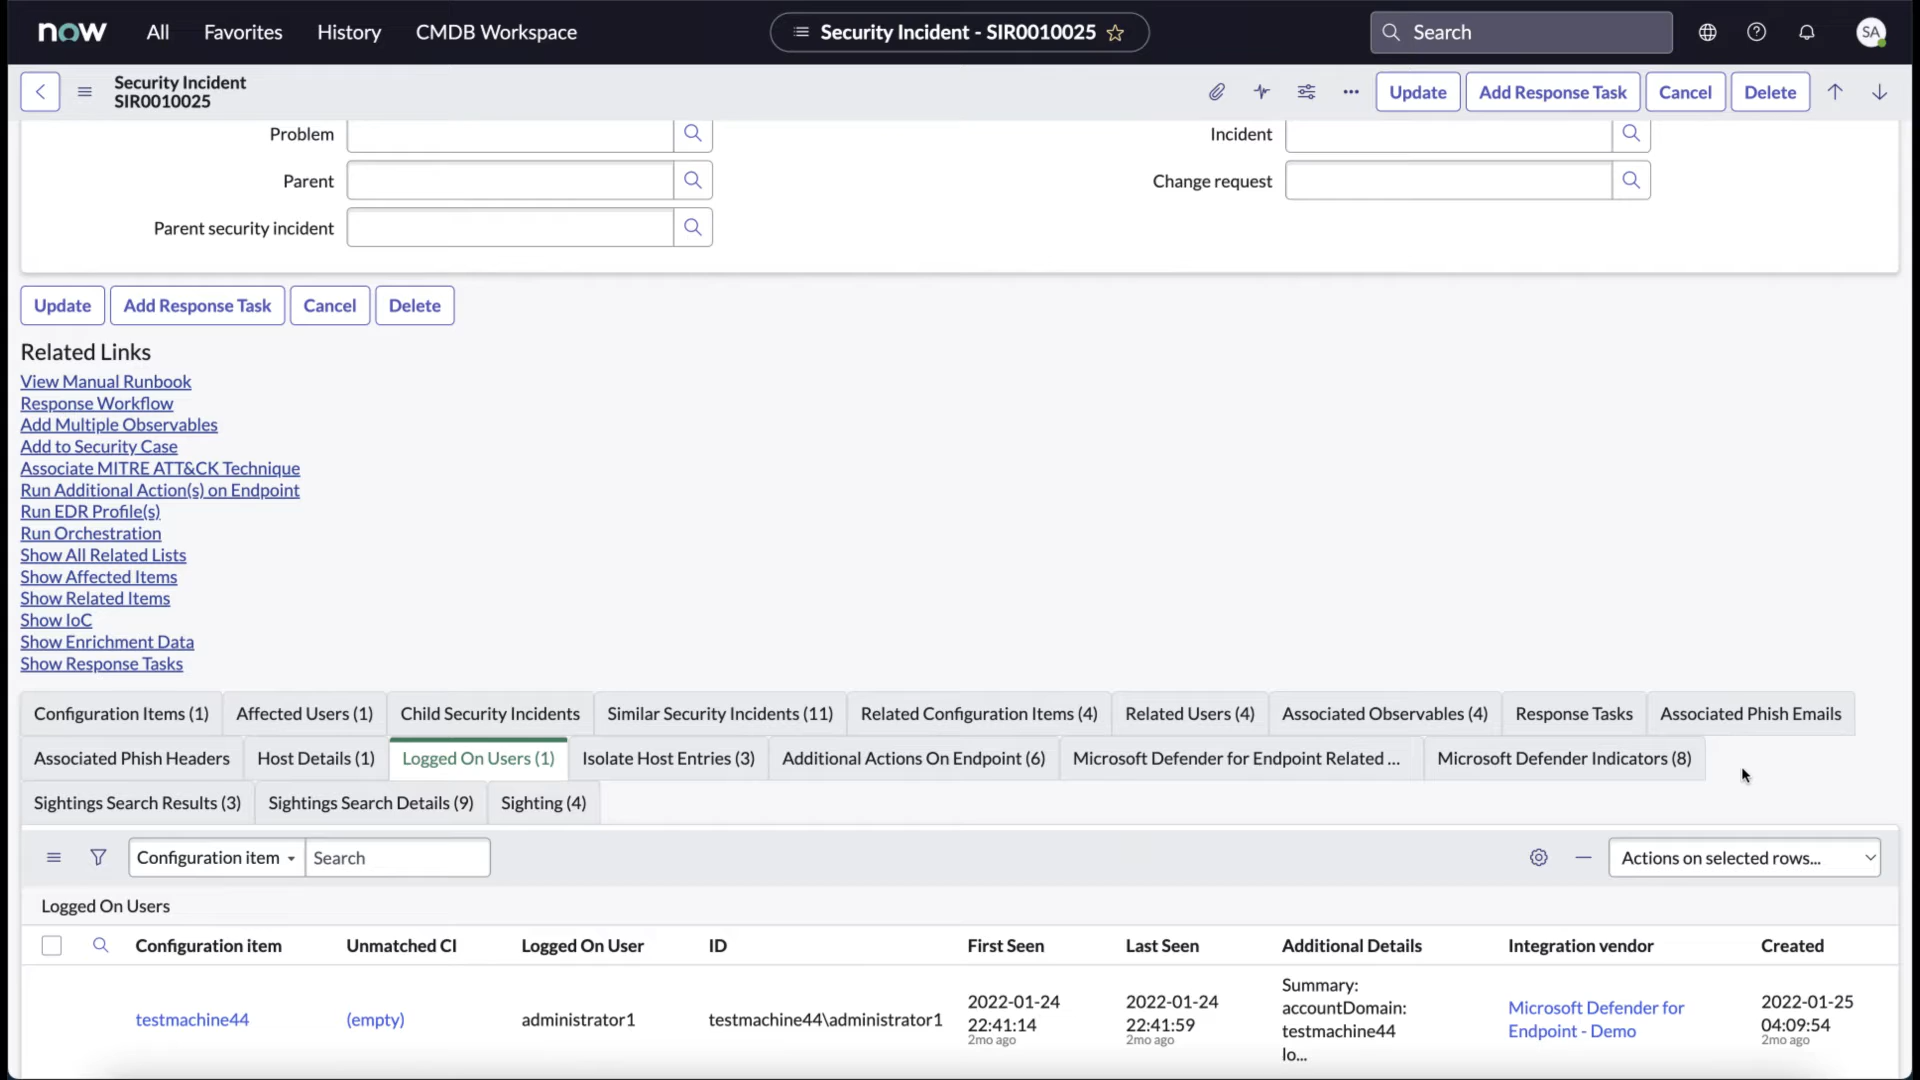 now All Favorites History CMDB Workspace Security Incident - SIR0010025 Search SA
Security Incident
SIR0010025
Update Add Response Task Cancel Delete
Problem Incident
Parent Change request
Parent security incident
Update Add Response Task Cancel Delete
Related Links
View Manual Runbook
Response Workflow
Add Multiple Observables
Add to Security Case
Associate MITRE ATT&CK Technique
Run Additional Action(s) on Endpoint
Run EDR Profile(s)
Run Orchestration
Show All Related Lists
Show Affected Items
Show Related Items
Show IoC
Show Enrichment Data
Show Response Tasks
Configuration Items (1) Affected Users (1) Child Security Incidents Similar Security Incidents (11) Related Configuration Items (4) Related Users (4) Associated Observables (4) Response Tasks Associated Phish Emails
Associated Phish Headers Host Details (1) Logged On Users (1) Isolate Host Entries (3) Additional Actions On Endpoint (6) Microsoft Defender for Endpoint Related ... Microsoft Defender Indicators (8)
Sightings Search Results (3) Sightings Search Details (9) Sighting (4)
Configuration item Search Actions on selected rows...
Logged On Users
Configuration item Unmatched CI Logged On User ID First Seen Last Seen Additional Details Integration vendor Created
testmachine44 (empty) administrator1 testmachine44\administrator1
2022-01-24
22:41:14
2mo ago
2022-01-24
22:41:59
2mo ago
Summary:
accountDomain:
testmachine44
lo...
Microsoft Defender for
Endpoint - Demo
2022-01-25
04:09:54
2mo ago